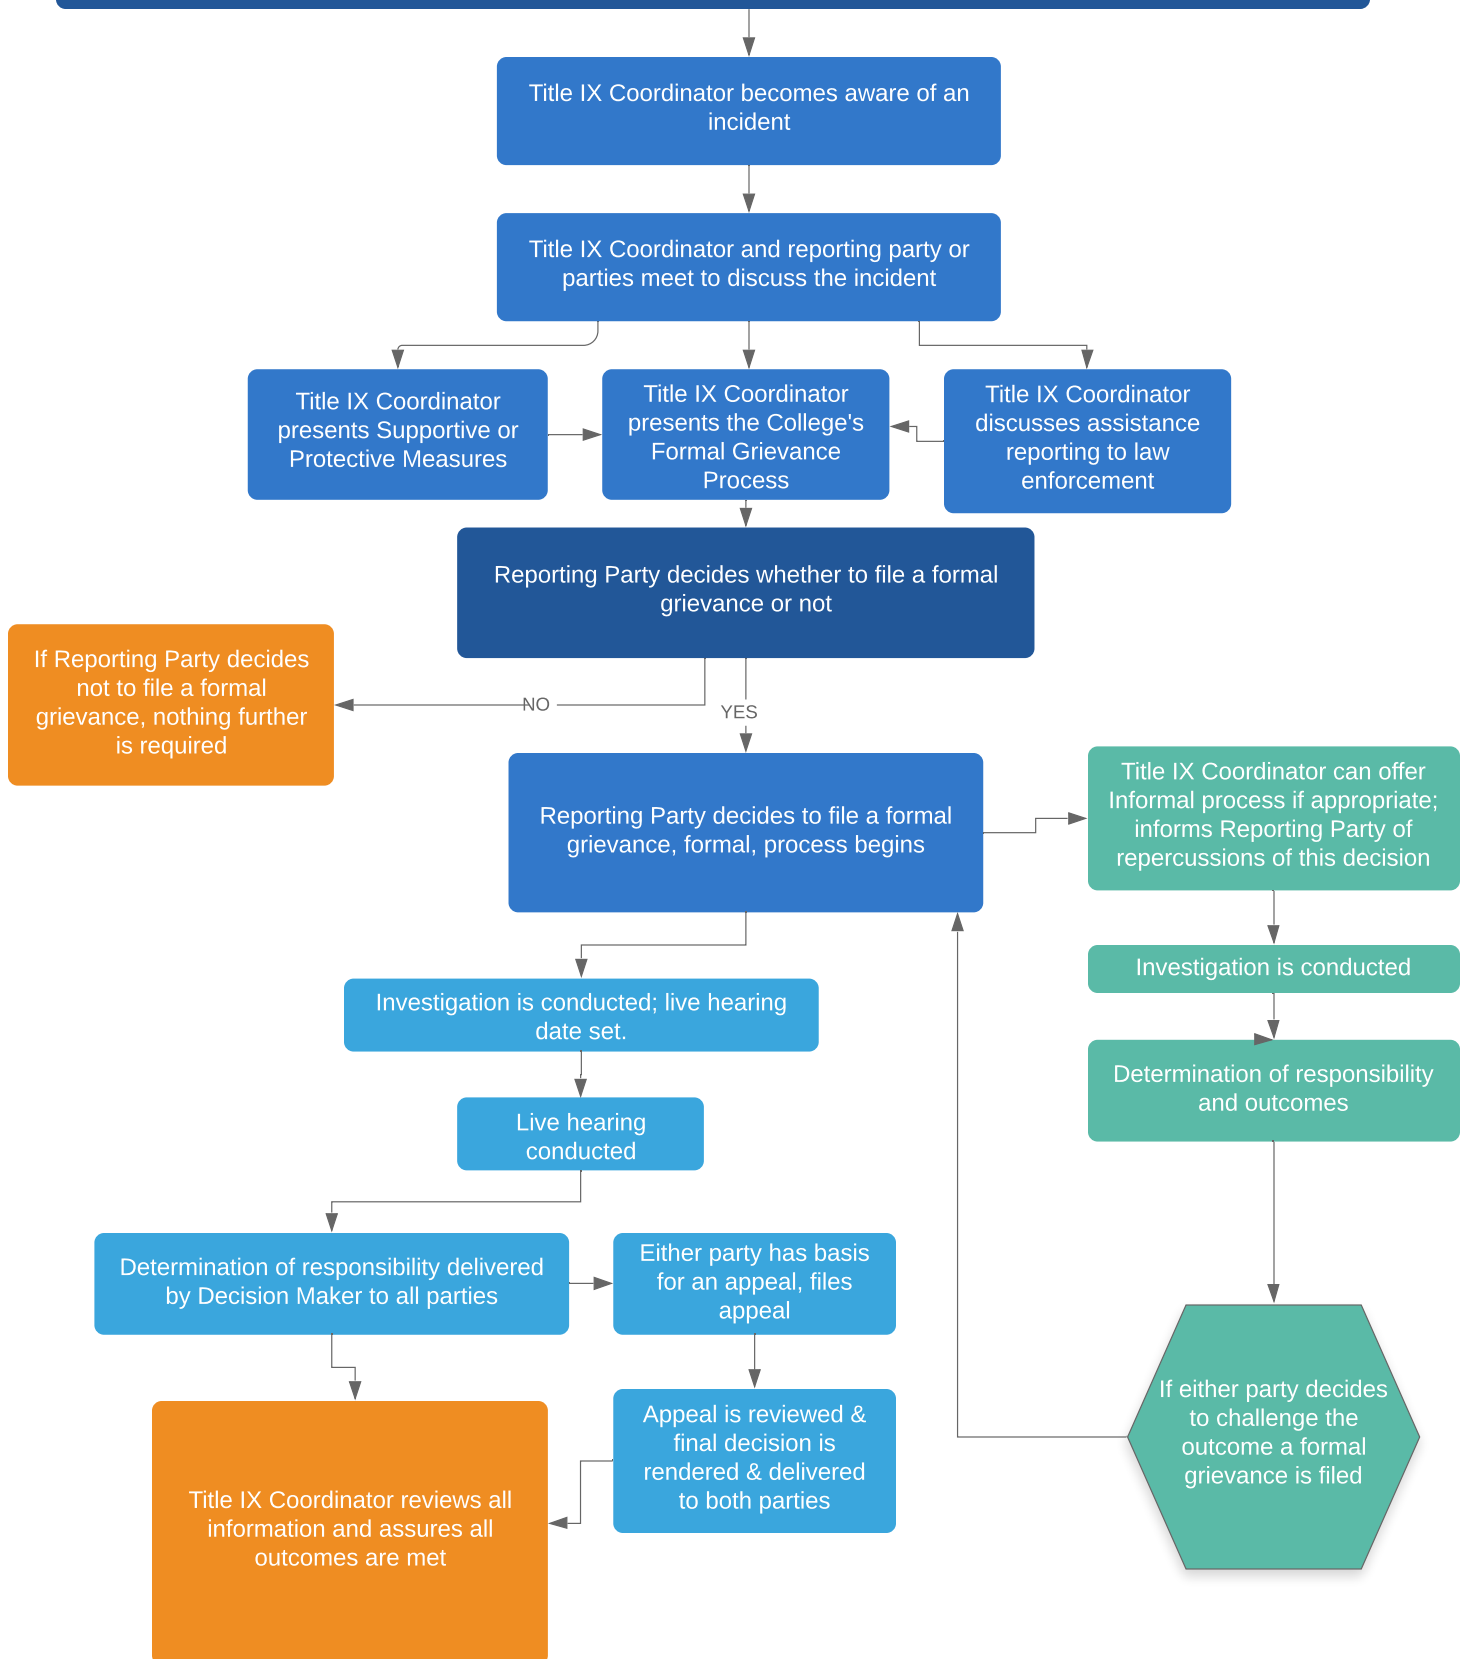 Title IX Coordinator becomes aware of an
incident
Title IX Coordinator and reporting party or
parties meet to discuss the incident
Title IX Coordinator
presents Supportive or
Protective Measures
Title IX Coordinator
presents the College's
Formal Grievance
Process
Title IX Coordinator
discusses assistance
reporting to law
enforcement
Reporting Party decides whether to file a formal
grievance or not
If Reporting Party decides
not to file a formal
grievance, nothing further
is required
NO
YES
Reporting Party decides to file a formal
grievance, formal, process begins
Title IX Coordinator can offer
Informal process if appropriate;
informs Reporting Party of
repercussions of this decision
Investigation is conducted
Determination of responsibility
and outcomes
If either party decides
to challenge the
outcome a formal
grievance is filed
Investigation is conducted; live hearing
date set.
Live hearing
conducted
Determination of responsibility delivered
by Decision Maker to all parties
Either party has basis
for an appeal, files
appeal
Appeal is reviewed &
final decision is
rendered & delivered
to both parties
Title IX Coordinator reviews all
information and assures all
outcomes are met